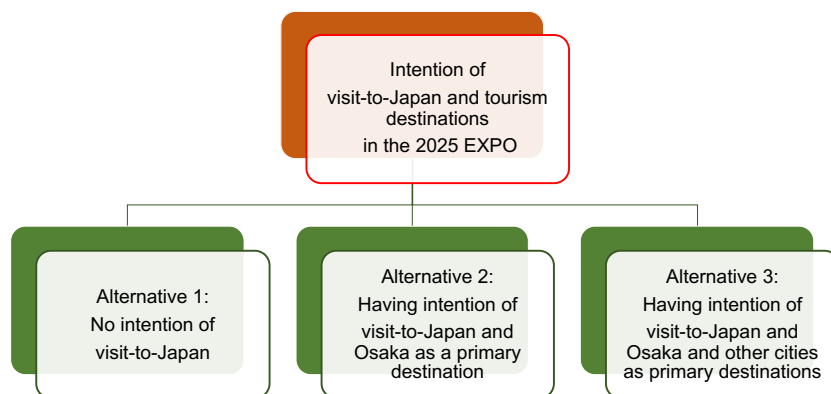 Intention of
visit-to-Japan and tourism
destinations
in the 2025 EXPO
Alternative 1:
No intention of
visit-to-Japan
Alternative 2:
Having intention of
visit-to-Japan and
Osaka as a primary
destination
Alternative 3:
Having intention of
visit-to-Japan and
Osaka and other cities
as primary destinations